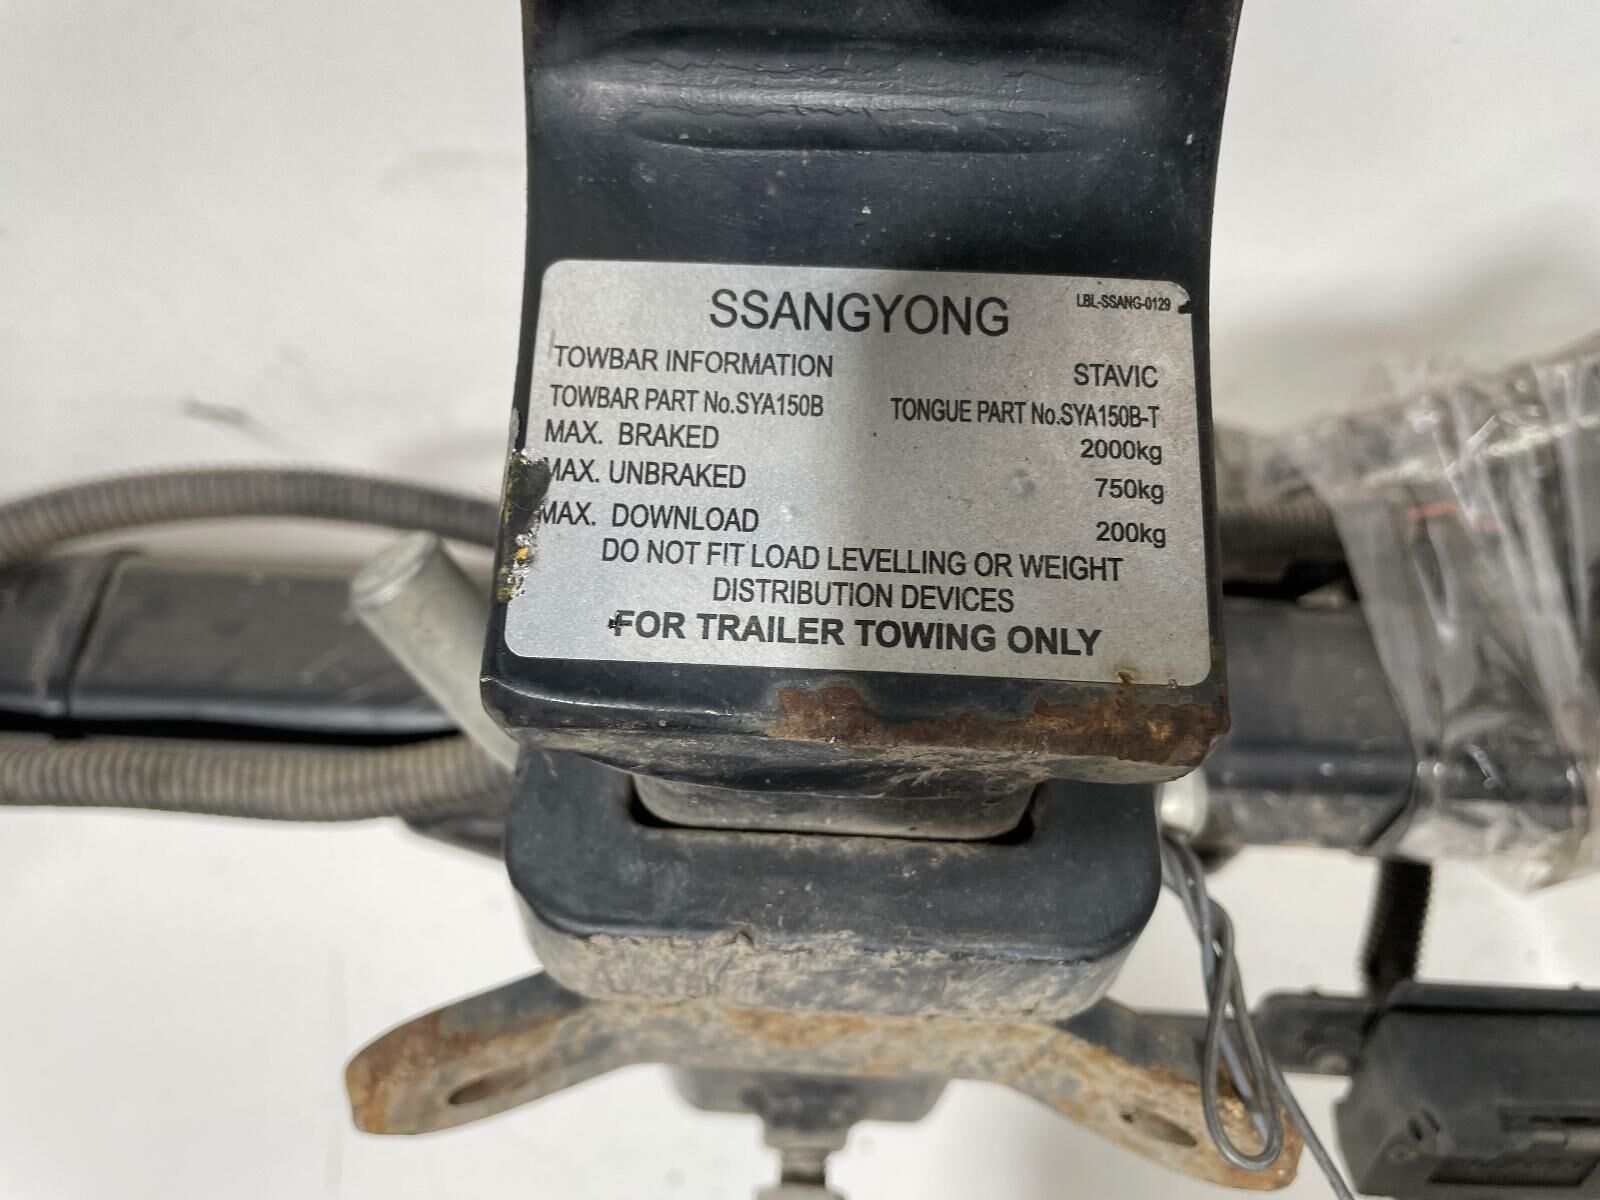 SSANGYONG LBL-SSANG-0129
TOWBAR INFORMATION STAVIC
TOWBAR PART No.SYA150B TONGUE PART No.SYA150B-T
MAX. BRAKED 2000kg
MAX. UNBRAKED 750kg
MAX. DOWNLOAD 200kg
DO NOT FIT LOAD LEVELLING OR WEIGHT
DISTRIBUTION DEVICES
FOR TRAILER TOWING ONLY